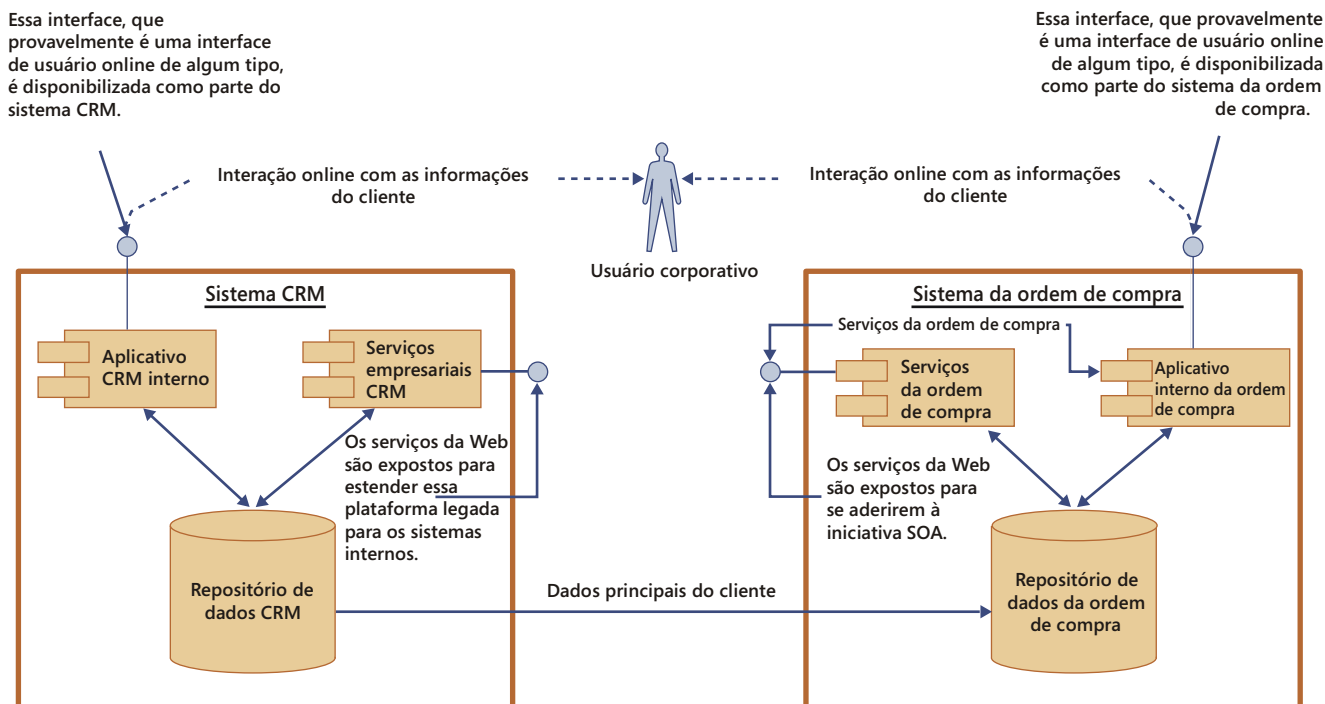 Essa interface, que
provavelmente é uma interface
de usuário online de algum tipo,
é disponibilizada como parte do
sistema CRM.
Essa interface, que provavelmente
é uma interface de usuário online
de algum tipo, é disponibilizada
como parte do sistema da ordem
de compra.
Interação online com as informações
do cliente
Interação online com as informações
do cliente
Usuário corporativo
Sistema CRM
Aplicativo
CRM interno
Serviços
empresariais
CRM
Os serviços da Web
são expostos para
estender essa
plataforma legada
para os sistemas
internos.
Repositório de
dados CRM
Dados principais do cliente
Sistema da ordem de compra
Serviços da ordem de compra
Serviços
da ordem
de compra
Aplicativo
interno da ordem
de compra
Os serviços da Web
são expostos para
se aderirem à
iniciativa SOA.
Repositório de
dados da ordem
de compra